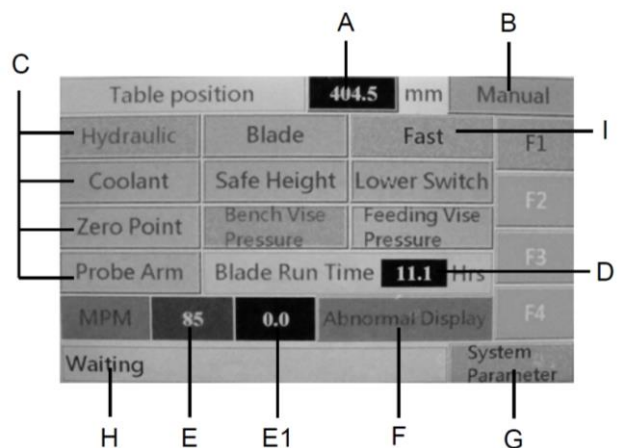 A
B
C
Table position 404.5 mm Manual
Hydraulic Blade Fast F1
I
Coolant Safe Height Lower Switch F2
Zero Point Bench Vise Pressure Feeding Vise Pressure
Probe Arm Blade Run Time 11.1 Hrs F3
D
MPM 85 0.0 Abnormal Display F4
Waiting System Parameter
H E E1 F G